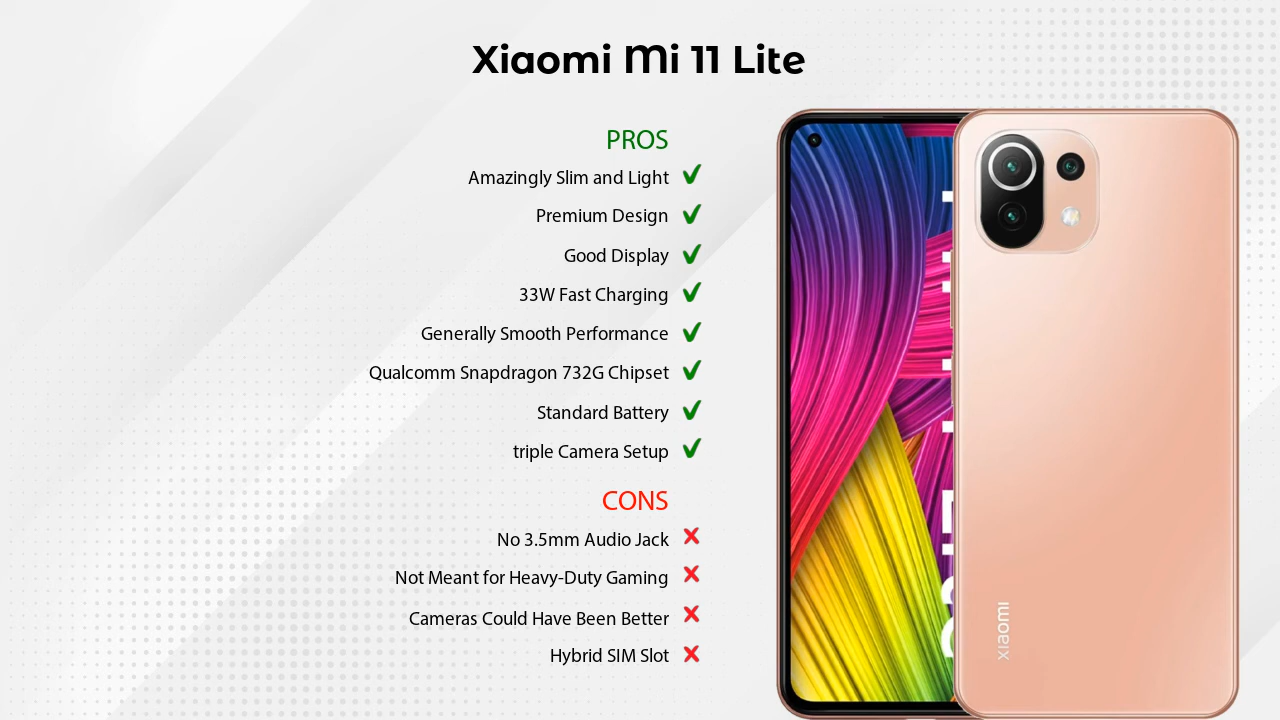 Xiaomi Mi 11 Lite
PROS
Amazingly Slim and Light
Premium Design
Good Display
33W Fast Charging
Generally Smooth Performance
Qualcomm Snapdragon 732G Chipset
Standard Battery
triple Camera Setup
CONS
No 3.5mm Audio Jack
Not Meant for Heavy-Duty Gaming
Cameras Could Have Been Better
Hybrid SIM Slot
xiaomi